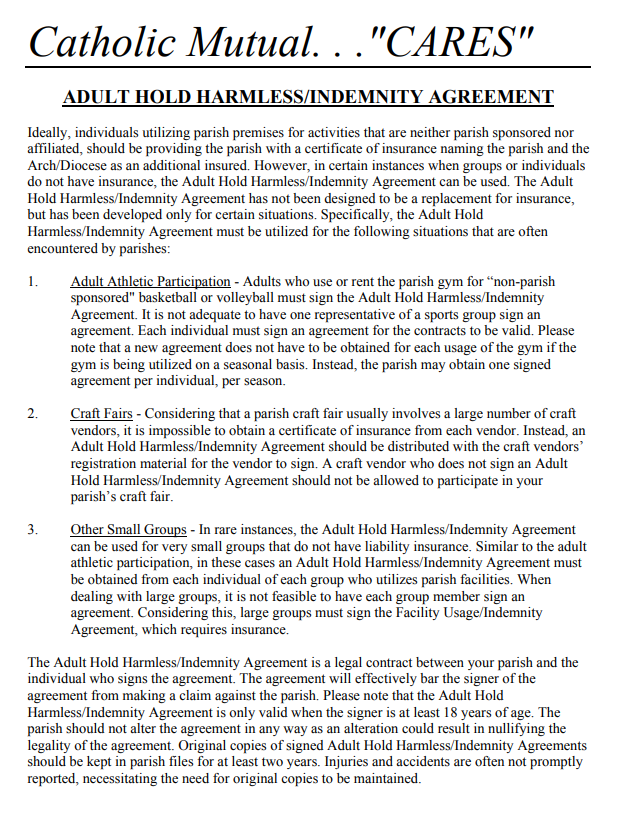 Catholic Mutual. . ."CARES"
ADULT HOLD HARMLESS/INDEMNITY AGREEMENT
Ideally, individuals utilizing parish premises for activities that are neither parish sponsored nor
affiliated, should be providing the parish with a certificate of insurance naming the parish and the
Arch/Diocese as an additional insured. However, in certain instances when groups or individuals
do not have insurance, the Adult Hold Harmless/Indemnity Agreement can be used. The Adult
Hold Harmless/Indemnity Agreement has not been designed to be a replacement for insurance,
but has been developed only for certain situations. Specifically, the Adult Hold
Harmless/Indemnity Agreement must be utilized for the following situations that are often
encountered by parishes:
1. Adult Athletic Participation - Adults who use or rent the parish gym for “non-parish
sponsored" basketball or volleyball must sign the Adult Hold Harmless/Indemnity
Agreement. It is not adequate to have one representative of a sports group sign an
agreement. Each individual must sign an agreement for the contracts to be valid. Please
note that a new agreement does not have to be obtained for each usage of the gym if the
gym is being utilized on a seasonal basis. Instead, the parish may obtain one signed
agreement per individual, per season.
2. Craft Fairs - Considering that a parish craft fair usually involves a large number of craft
vendors, it is impossible to obtain a certificate of insurance from each vendor. Instead, an
Adult Hold Harmless/Indemnity Agreement should be distributed with the craft vendors’
registration material for the vendor to sign. A craft vendor who does not sign an Adult
Hold Harmless/Indemnity Agreement should not be allowed to participate in your
parish’s craft fair.
3. Other Small Groups - In rare instances, the Adult Hold Harmless/Indemnity Agreement
can be used for very small groups that do not have liability insurance. Similar to the adult
athletic participation, in these cases an Adult Hold Harmless/Indemnity Agreement must
be obtained from each individual of each group who utilizes parish facilities. When
dealing with large groups, it is not feasible to have each group member sign an
agreement. Considering this, large groups must sign the Facility Usage/Indemnity
Agreement, which requires insurance.
The Adult Hold Harmless/Indemnity Agreement is a legal contract between your parish and the
individual who signs the agreement. The agreement will effectively bar the signer of the
agreement from making a claim against the parish. Please note that the Adult Hold
Harmless/Indemnity Agreement is only valid when the signer is at least 18 years of age. The
parish should not alter the agreement in any way as an alteration could result in nullifying the
legality of the agreement. Original copies of signed Adult Hold Harmless/Indemnity Agreements
should be kept in parish files for at least two years. Injuries and accidents are often not promptly
reported, necessitating the need for original copies to be maintained.